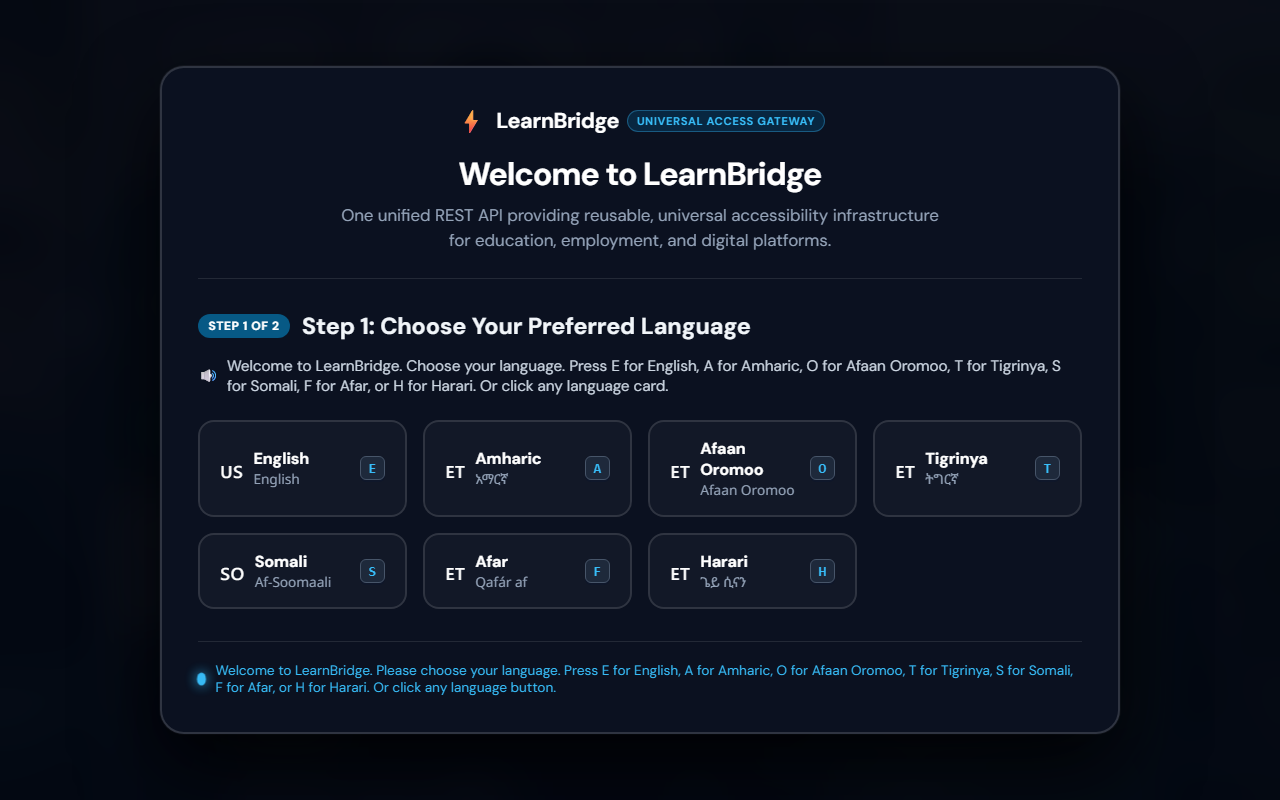 LearnBridge UNIVERSAL ACCESS GATEWAY
Welcome to LearnBridge
One unified REST API providing reusable, universal accessibility infrastructure
for education, employment, and digital platforms.
STEP 1 OF 2 Step 1: Choose Your Preferred Language
Welcome to LearnBridge. Choose your language. Press E for English, A for Amharic, O for Afaan Oromoo, T for Tigrinya, S
for Somali, F for Afar, or H for Harari. Or click any language card.
US English E
English
ET Amharic A
አማርኛ
ET Afaan
Oromoo O
Afaan Oromoo
ET Tigrinya T
ትግርኛ
SO Somali S
Af-Soomaali
ET Afar F
Qafár af
ET Harari H
ጌይ ሲናን
Welcome to LearnBridge. Please choose your language. Press E for English, A for Amharic, O for Afaan Oromoo, T for Tigrinya, S for Somali,
F for Afar, or H for Harari. Or click any language button.